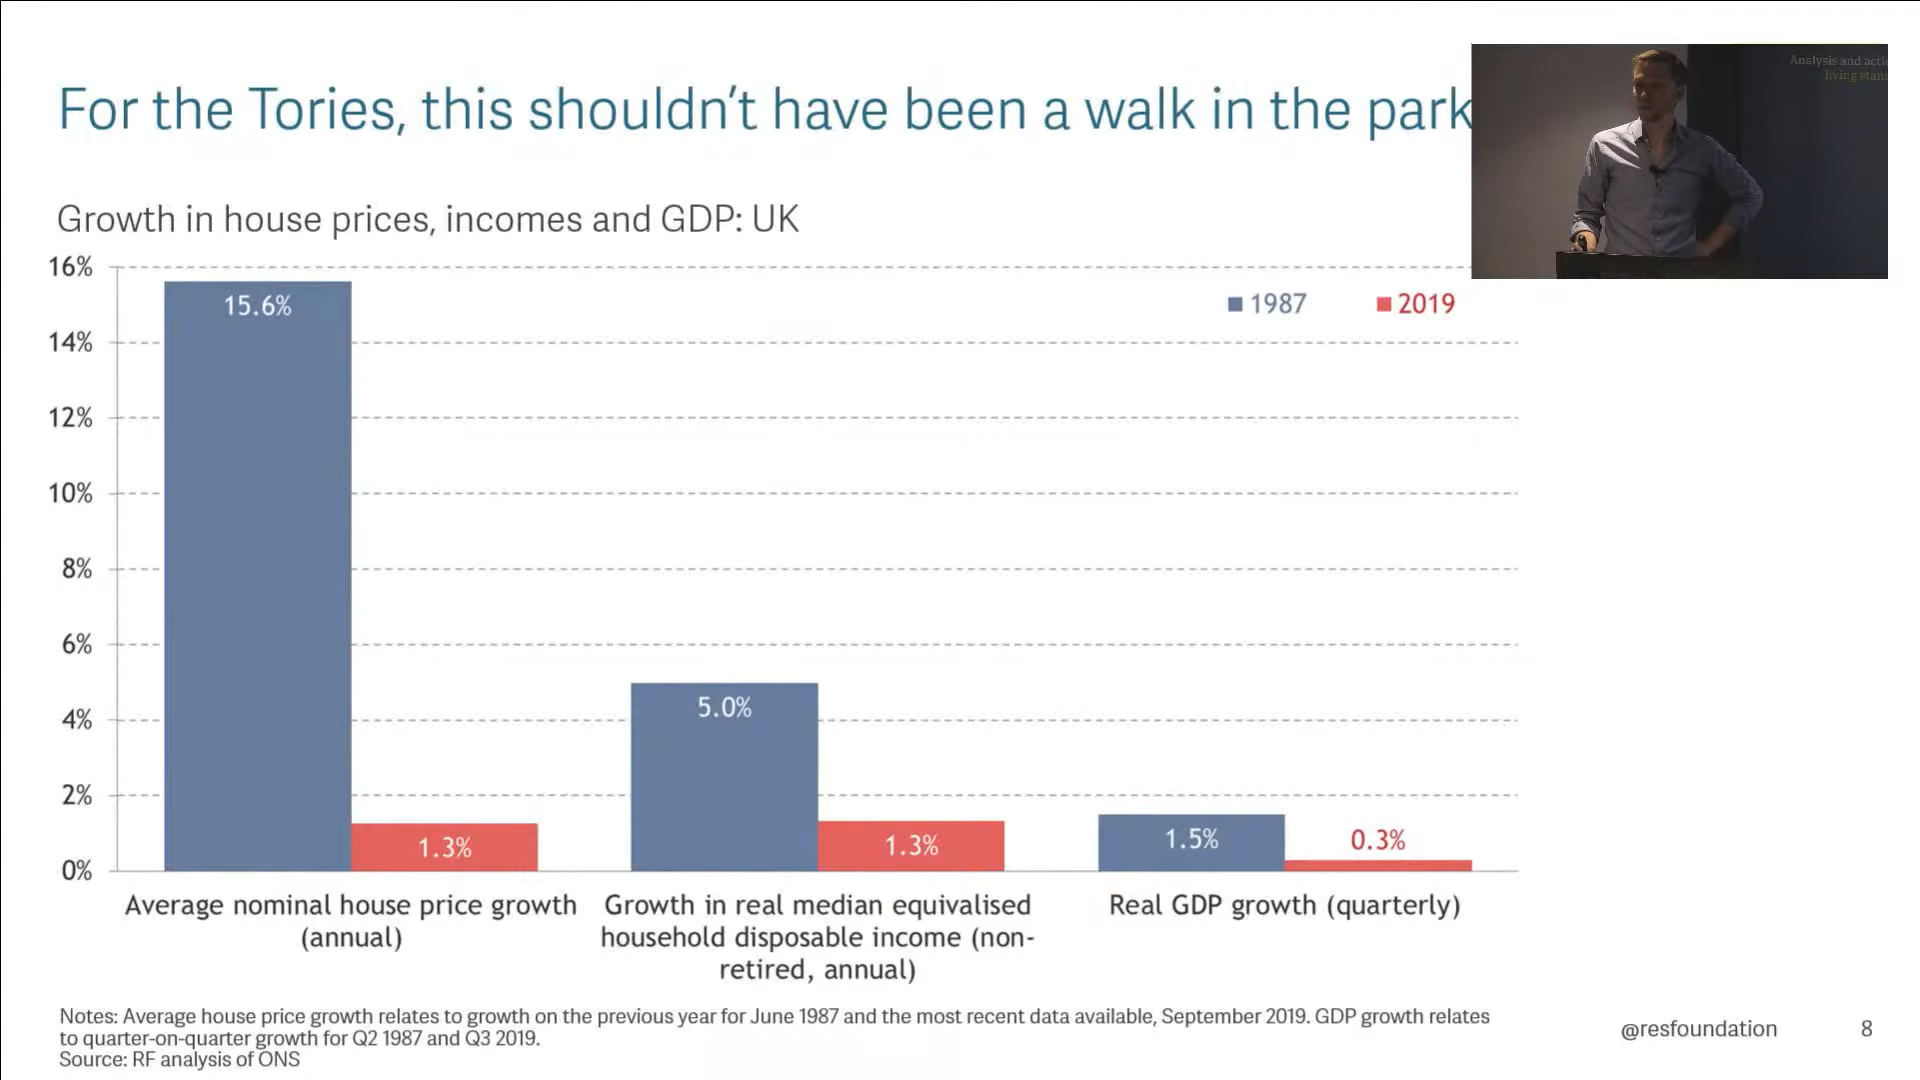 For the Tories, this shouldn't have been a walk in the park
Analysis and
living
Growth in house prices, incomes and GDP: UK
16%
14%
12%
10%
8%
6%
4%
2%
0%
1987
2019
15.6%
1.3%
5.0%
1.3%
1.5%
0.3%
Average nominal house price growth
(annual)
Growth in real median equivalised
household disposable income (non-
retired, annual)
Real GDP growth (quarterly)
Notes: Average house price growth relates to growth on the previous year for June 1987 and the most recent data available, September 2019. GDP growth relates
to quarter-on-quarter growth for Q2 1987 and Q3 2019.
Source: RF analysis of ONS
@resfoundation
8